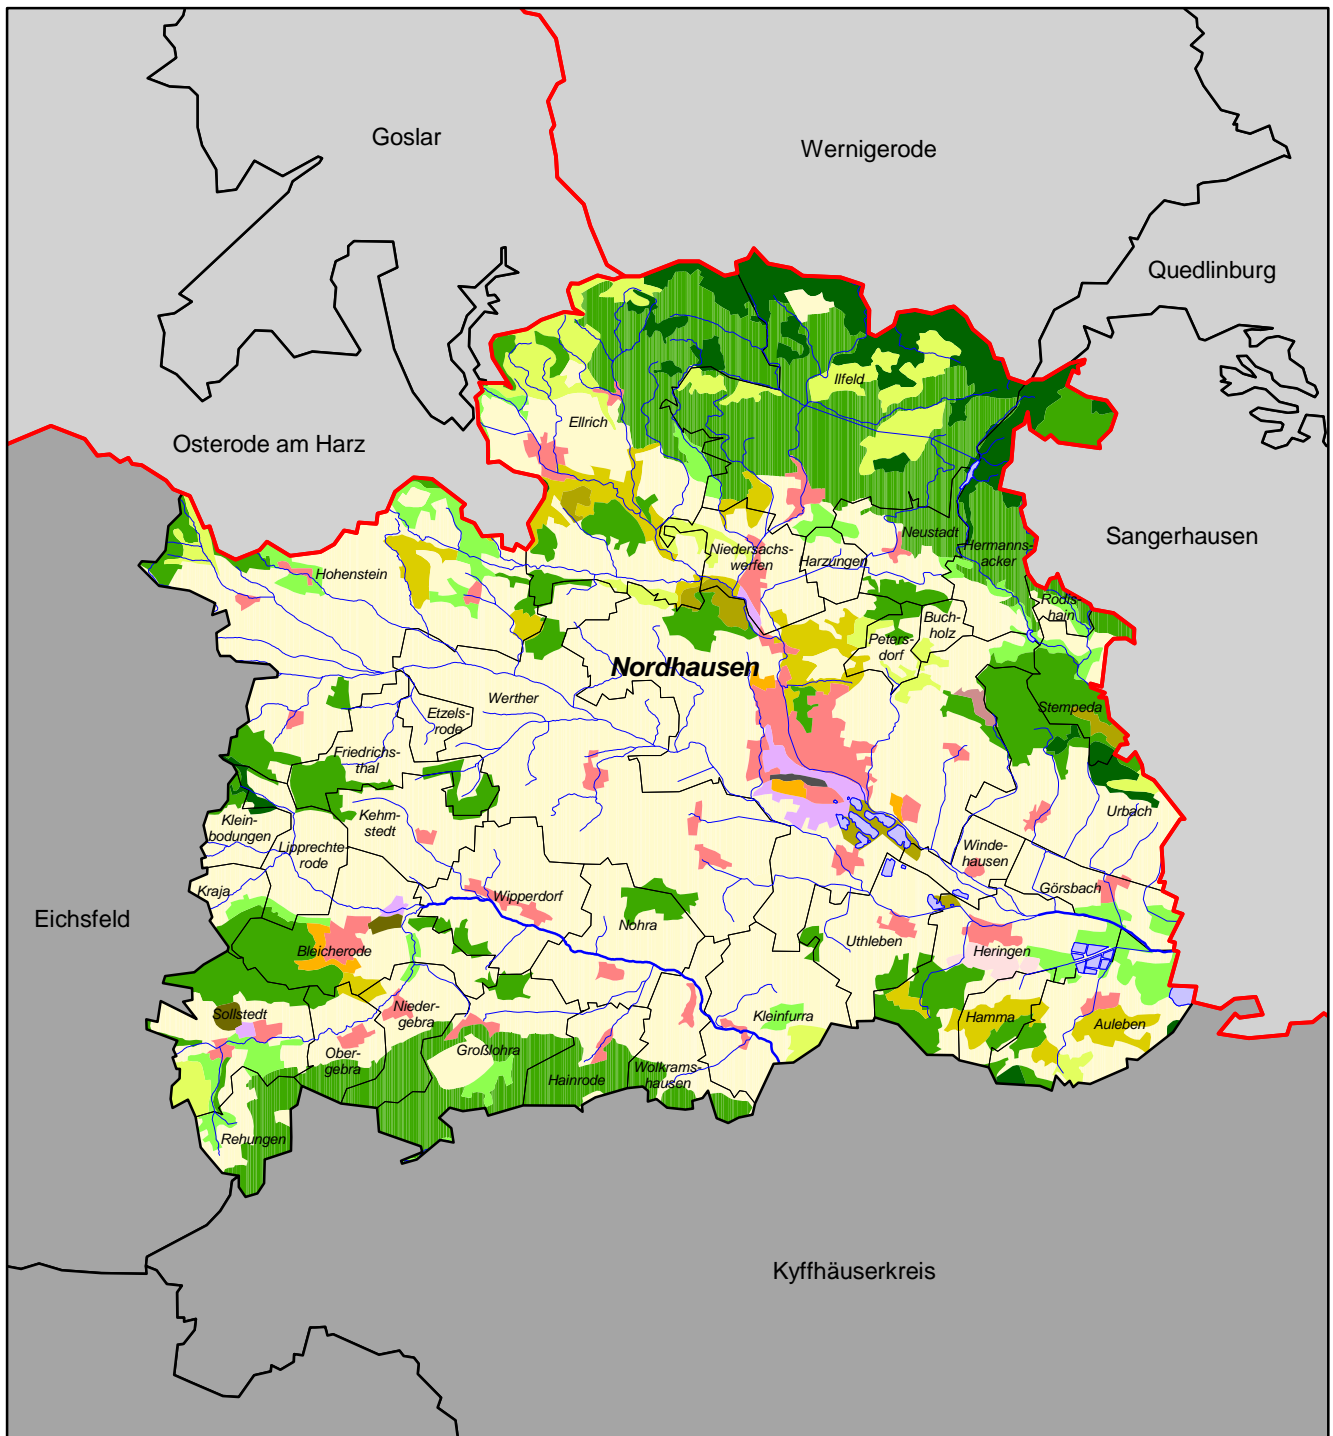 Goslar
Wernigerode
Quedlinburg
Osterode am Harz
Sangerhausen
Eichsfeld
Kyffhäuserkreis
Ilfeld
Ellrich
Neustadt
Hermanns-
acker
Niedersachs-
werfen
Harzungen
Hohenstein
Rodis
hain
Buch-
holz
Peters-
dorf
Nordhausen
Stempeda
Werther
Etzels-
rode
Friedrichs-
thal
Urbach
Klein-
bodungen
Kehm-
stedt
Lipprechte-
rode
Winde-
hausen
Görsbach
Kraja
Wipperdorf
Nohra
Uthleben
Heringen
Bleicherode
Sollstedt
Nieder-
gebra
Kleinfurra
Hamma
Auleben
Ober-
gebra
Großlohra
Hainrode
Wolkrams-
hausen
Rehungen